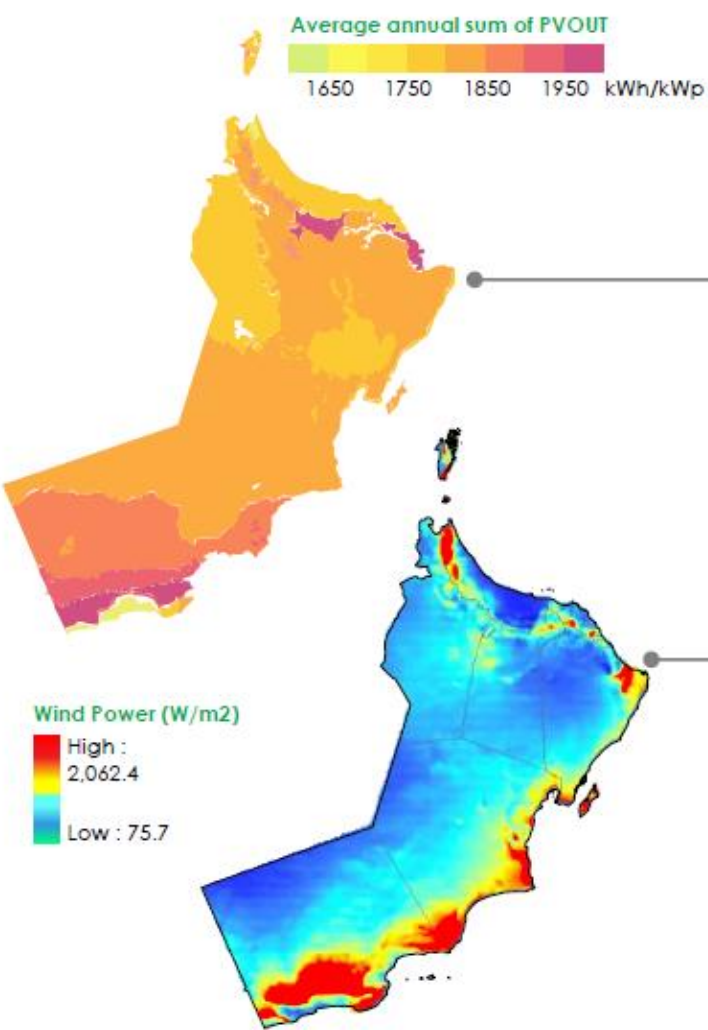 Average annual sum of PVOUT
1650 1750 1850 1950 kWh/kWp
Wind Power (W/m2)
High :
2,062.4
Low : 75.7